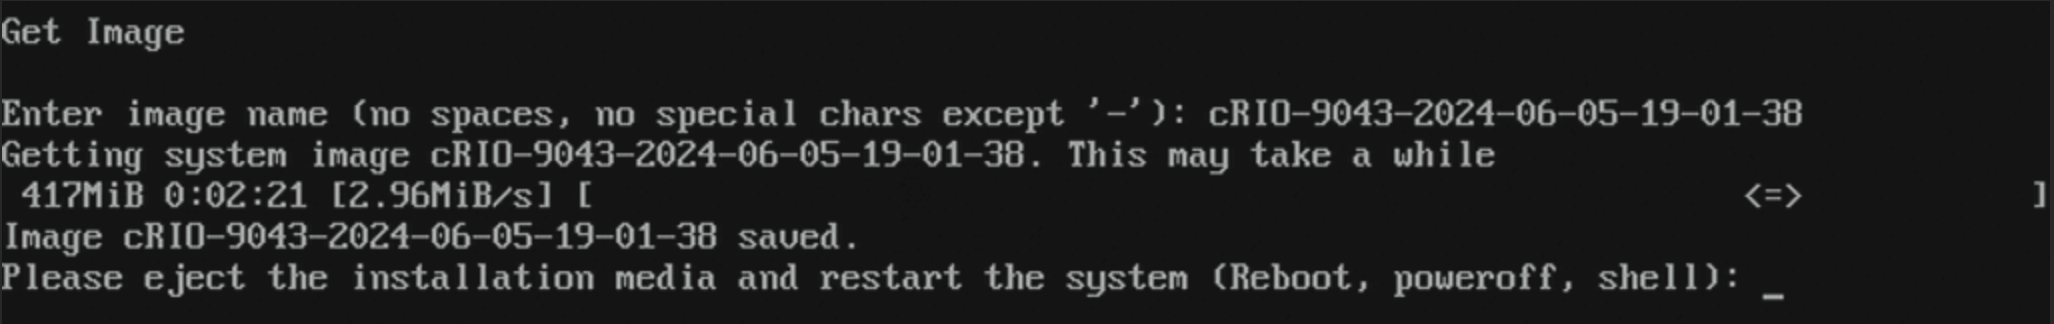 Get Image
Enter image name (no spaces, no special chars except '-'): cRIO-9043-2024-06-05-19-01-38
Getting system image cRIO-9043-2024-06-05-19-01-38. This may take a while
417MiB 0:02:21 [2.96MiB/s] [ <=> ]
Image cRIO-9043-2024-06-05-19-01-38 saved.
Please eject the installation media and restart the system (Reboot, poweroff, shell): _